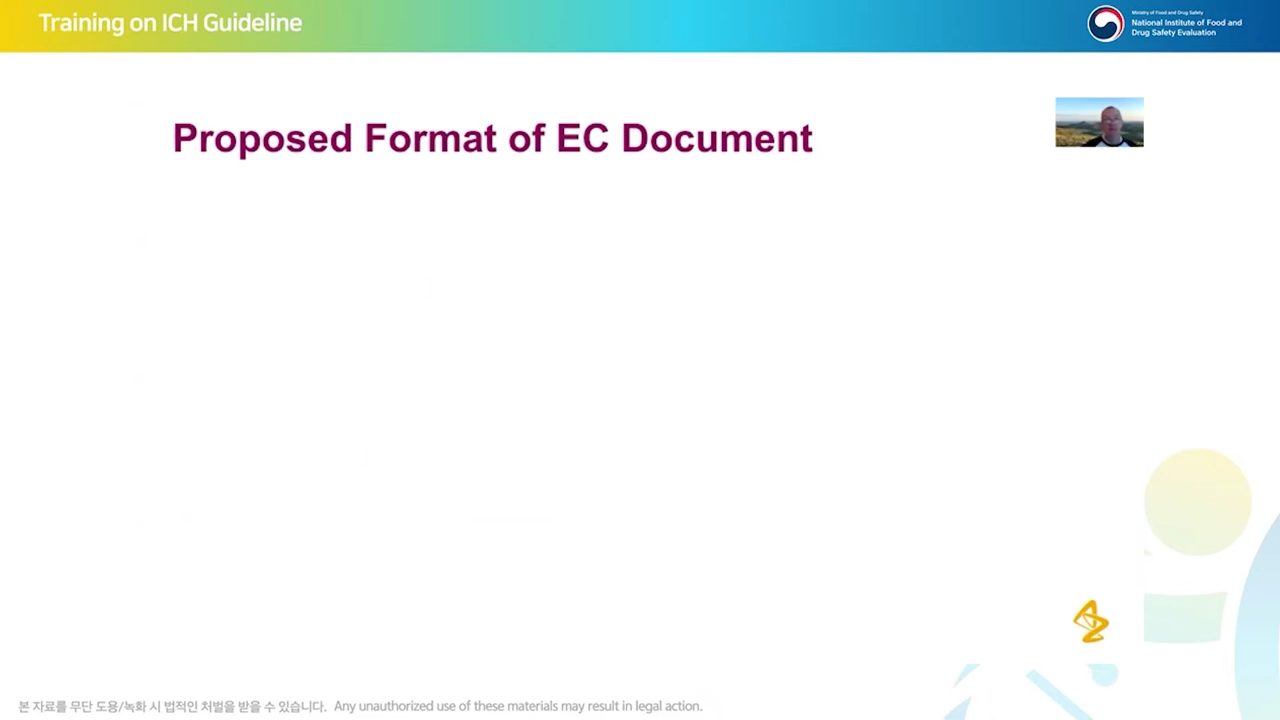 Training on ICH Guideline
Ministry of Food and Drug Safety
National Institute of Food and
Drug Safety Evaluation
Proposed Format of EC Document
본 자료를 무단 도용/녹화 시 법적인 처벌을 받을 수 있습니다. Any unauthorized use of these materials may result in legal action.